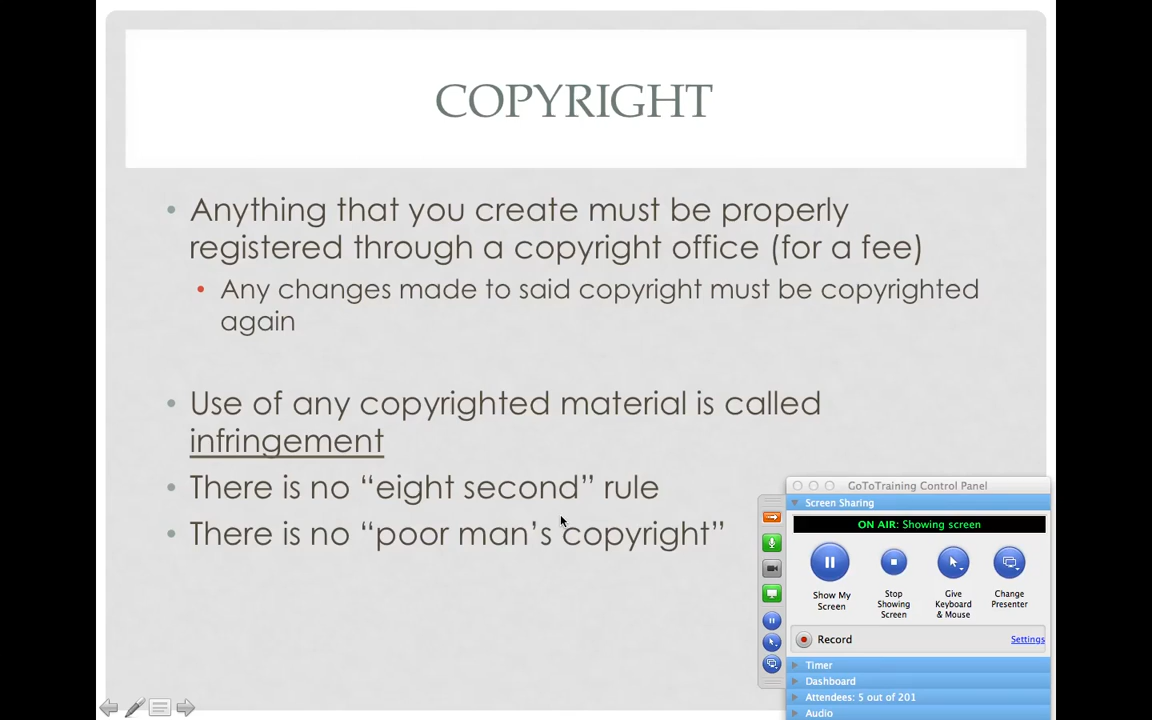 COPYRIGHT
• Anything that you create must be properly
registered through a copyright office (for a fee)
• Any changes made to said copyright must be copyrighted
again
• Use of any copyrighted material is called
infringement
• There is no “eight second” rule
• There is no “poor man’s copyright”
GoToTraining Control Panel
Screen Sharing
ON AIR: Showing screen
Show My
Screen
Stop
Showing
Screen
Give
Keyboard
& Mouse
Change
Presenter
Record
Settings
Timer
Dashboard
Attendees: 5 out of 201
Audio